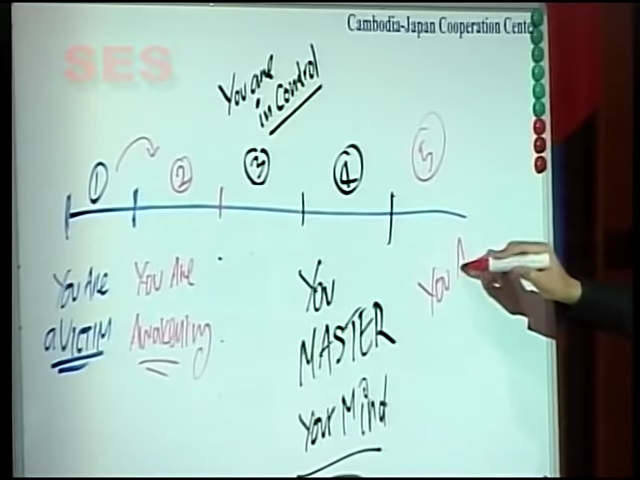 Cambodia-Japan Cooperation Cente
SES
You are
in Control
1 2 3 4 5
You Are
a VICTIM
You Are
Awakening
You
MASTER
Your Mind
You A